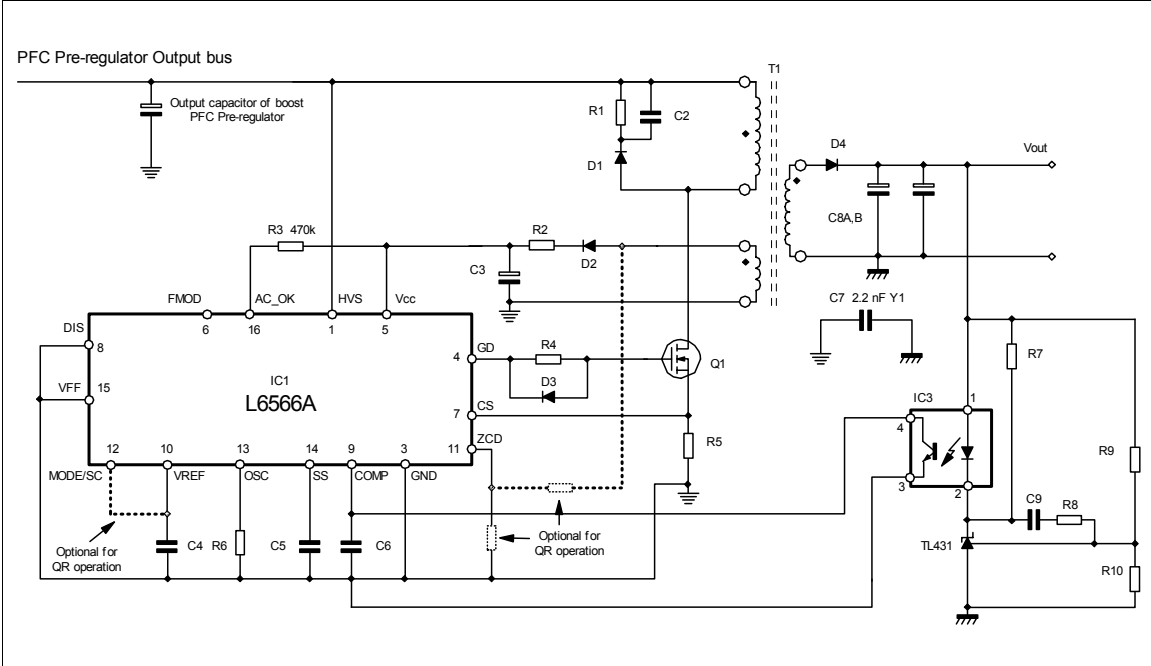 PFC Pre-regulator Output bus
T1
Output capacitor of boost
PFC Pre-regulator
R1
C2
D1
D4
Vout
C8A,B
R3 470k
R2
D2
C3
C7 2.2 nF Y1
FMOD
AC_OK
HVS
Vcc
6
16
1
5
DIS
8
VFF
15
IC1
L6566A
4
GD
R4
D3
Q1
7
CS
R5
11
ZCD
12
10
13
14
9
3
MODE/SC
VREF
OSC
SS
COMP
GND
Optional for
QR operation
C4
R6
C5
C6
Optional for
QR operation
R7
IC3
1
4
3
2
R9
C9
R8
TL431
R10